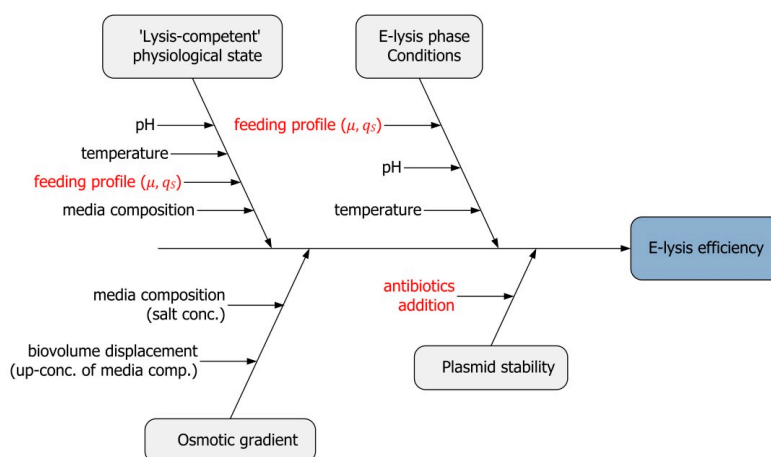 'Lysis-competent'
physiological state
E-lysis phase
Conditions
pH
temperature
feeding profile (μ, qS)
media composition
feeding profile (μ, qS)
pH
temperature
E-lysis efficiency
media composition
(salt conc.)
biovolume displacement
(up-conc. of media comp.)
Osmotic gradient
antibiotics
addition
Plasmid stability